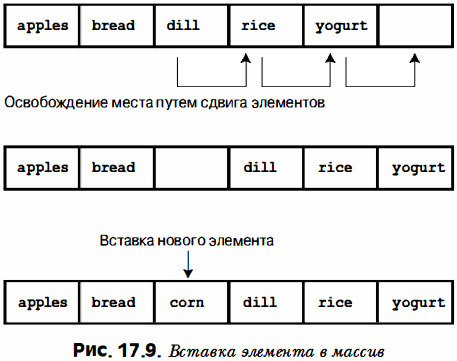 apples bread dill rice yogurt
Освобождение места путем сдвига элементов
apples bread dill rice yogurt
Вставка нового элемента
apples bread corn dill rice yogurt
Рис. 17.9. Вставка элемента в массив